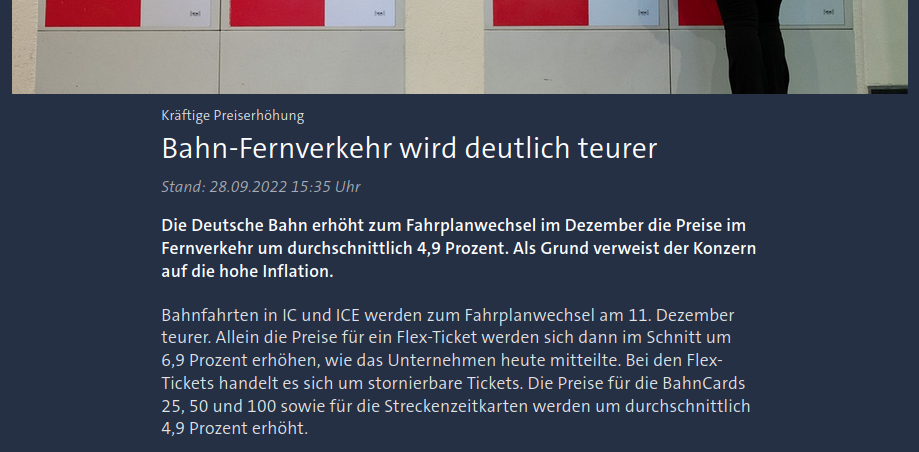 Kräftige Preiserhöhung
Bahn-Fernverkehr wird deutlich teurer
Stand: 28.09.2022 15:35 Uhr
Die Deutsche Bahn erhöht zum Fahrplanwechsel im Dezember die Preise im
Fernverkehr um durchschnittlich 4,9 Prozent. Als Grund verweist der Konzern
auf die hohe Inflation.
Bahnfahrten in IC und ICE werden zum Fahrplanwechsel am 11. Dezember
teurer. Allein die Preise für ein Flex-Ticket werden sich dann im Schnitt um
6,9 Prozent erhöhen, wie das Unternehmen heute mitteilte. Bei den Flex-
Tickets handelt es sich um stornierbare Tickets. Die Preise für die BahnCards
25, 50 und 100 sowie für die Streckenzeitkarten werden um durchschnittlich
4,9 Prozent erhöht.